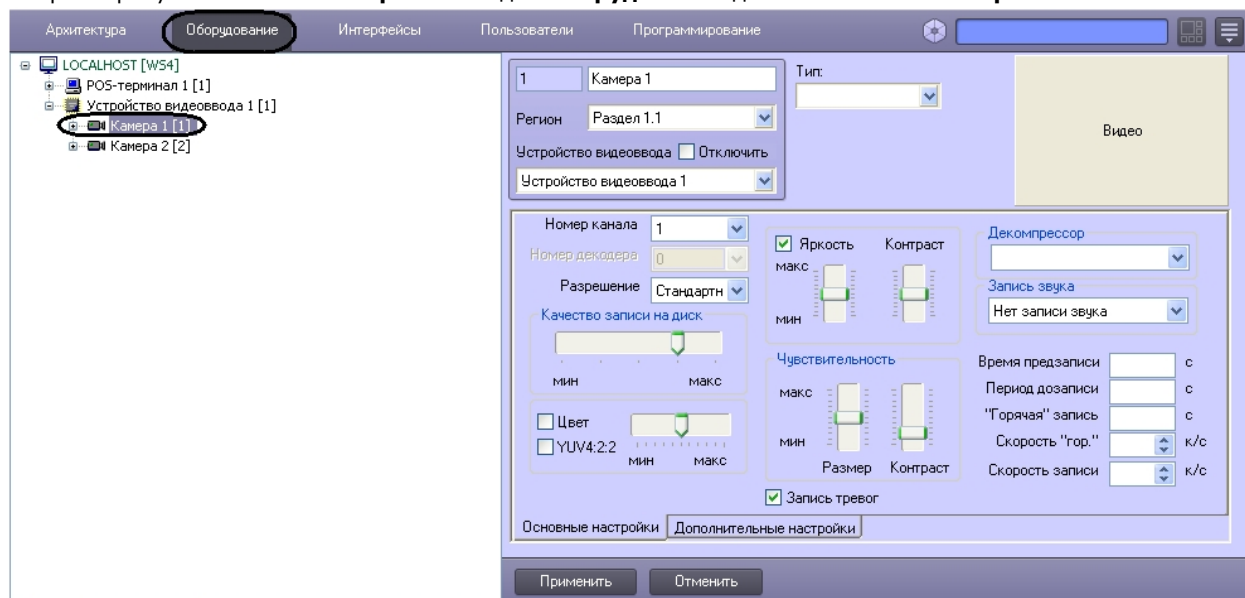 Архитектура Оборудование Интерфейсы Пользователи Программирование
LOCALHOST [WS4]
POS-терминал 1 [1]
Устройство видеоввода 1 [1]
Камера 1 [1]
Камера 2 [2]
1 Камера 1
Регион Раздел 1.1
Устройство видеоввода Отключить
Устройство видеоввода 1
Тип:
Видео
Номер канала 1
Номер декодера 0
Разрешение Стандартн
Качество записи на диск
мин макс
Цвет
YUV4:2:2
мин макс
Яркость Контраст
макс
мин
Чувствительность
макс
мин
Размер Контраст
Запись тревог
Декомпрессор
Запись звука
Нет записи звука
Время предзаписи с
Период дозаписи с
"Горячая" запись с
Скорость "гор." к/с
Скорость записи к/с
Основные настройки Дополнительные настройки
Применить Отменить